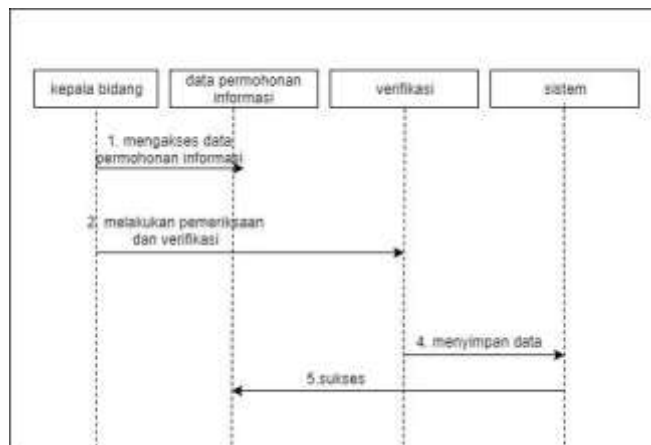 kepala bidang
data permohonan
informasi
verifikasi
sistem
1. mengakses data
permohonan informasi
2. melakukan pemeriksaan
dan verifikasi
4. menyimpan data
5.sukses